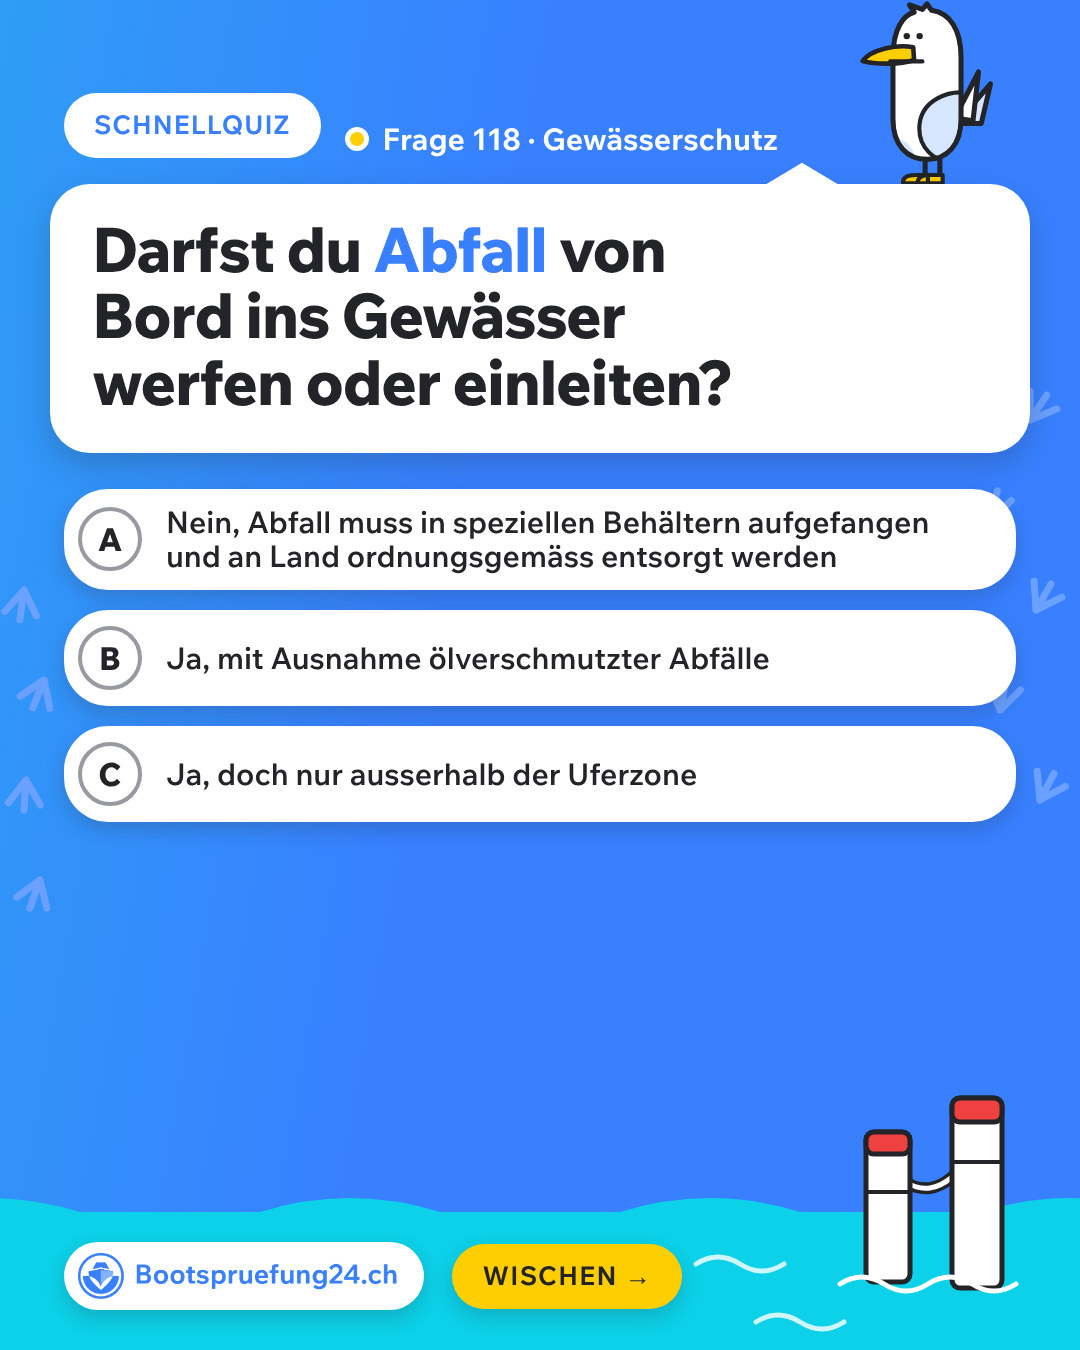 SCHNELLQUIZ
Frage 118 · Gewässerschutz
Darfst du Abfall von
Bord ins Gewässer
werfen oder einleiten?
A
Nein, Abfall muss in speziellen Behältern aufgefangen
und an Land ordnungsgemäss entsorgt werden
B
Ja, mit Ausnahme ölverschmutzter Abfälle
C
Ja, doch nur ausserhalb der Uferzone
Bootspruefung24.ch
WISCHEN →